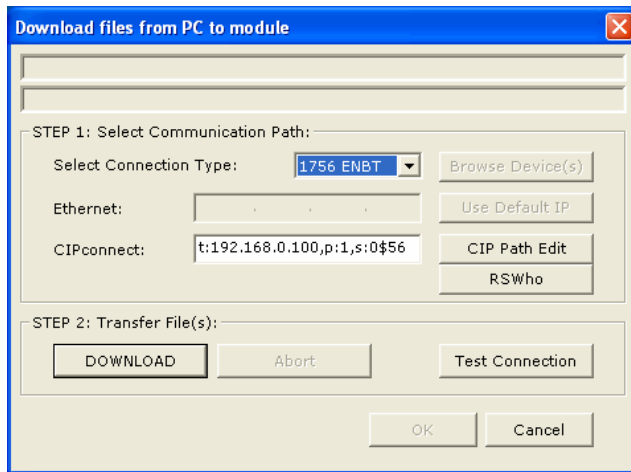 Download files from PC to module
STEP 1: Select Communication Path:
Select Connection Type: 1756 ENBT Browse Device(s)
Ethernet: . . . Use Default IP
CIPconnect: t:192.168.0.100,p:1,s:0$56 CIP Path Edit
RSWho
STEP 2: Transfer File(s):
DOWNLOAD Abort Test Connection
OK Cancel